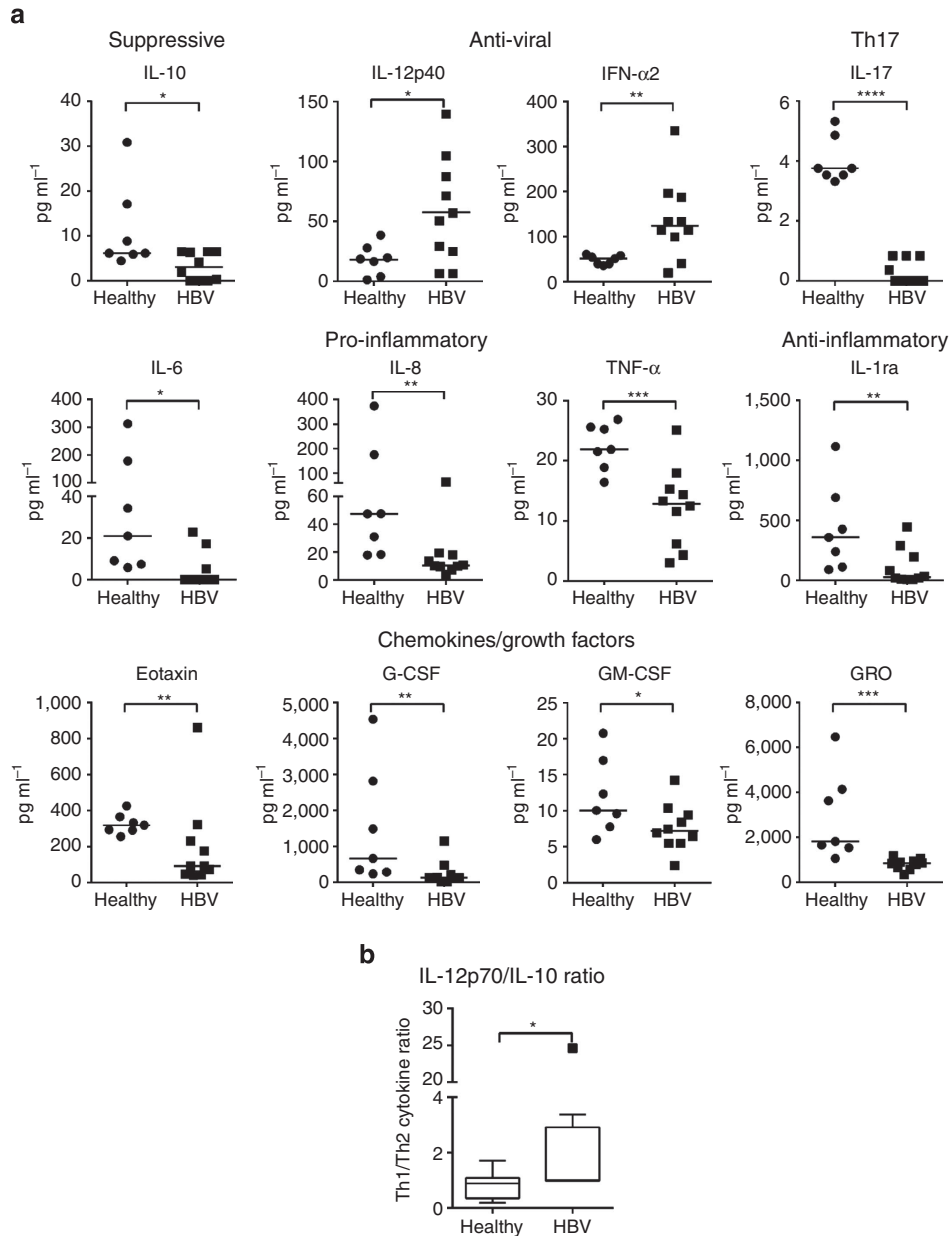 a
Suppressive Anti-viral Th17
IL-10 IL-12p40 IFN-α2 IL-17
* * ** ****
pg ml⁻¹ pg ml⁻¹ pg ml⁻¹ pg ml⁻¹
40 150 400 6
30 300
100 4
20 200
50 2
10 100
0 0 0 0
Healthy HBV Healthy HBV Healthy HBV Healthy HBV
Pro-inflammatory Anti-inflammatory
IL-6 IL-8 TNF-α IL-1ra
* ** *** **
pg ml⁻¹ pg ml⁻¹ pg ml⁻¹ pg ml⁻¹
400 400 30 1,500
300 300
200 200
100 100 20 1,000
40 60
40 10 500
20 20
0 0 0 0
Healthy HBV Healthy HBV Healthy HBV Healthy HBV
Chemokines/growth factors
Eotaxin G-CSF GM-CSF GRO
** ** * ***
pg ml⁻¹ pg ml⁻¹ pg ml⁻¹ pg ml⁻¹
1,000 5,000 25 8,000
800 4,000 20 6,000
600 3,000 15
400 2,000 10 4,000
200 1,000 5 2,000
0 0 0 0
Healthy HBV Healthy HBV Healthy HBV Healthy HBV
b
IL-12p70/IL-10 ratio
*
Th1/Th2 cytokine ratio
30
25
20
4
2
0
Healthy HBV